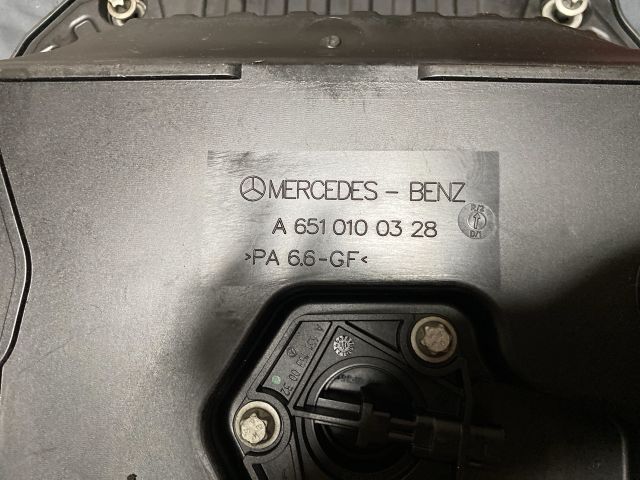 MERCEDES - BENZ
A 651 010 03 28
>PA 6.6-GF<